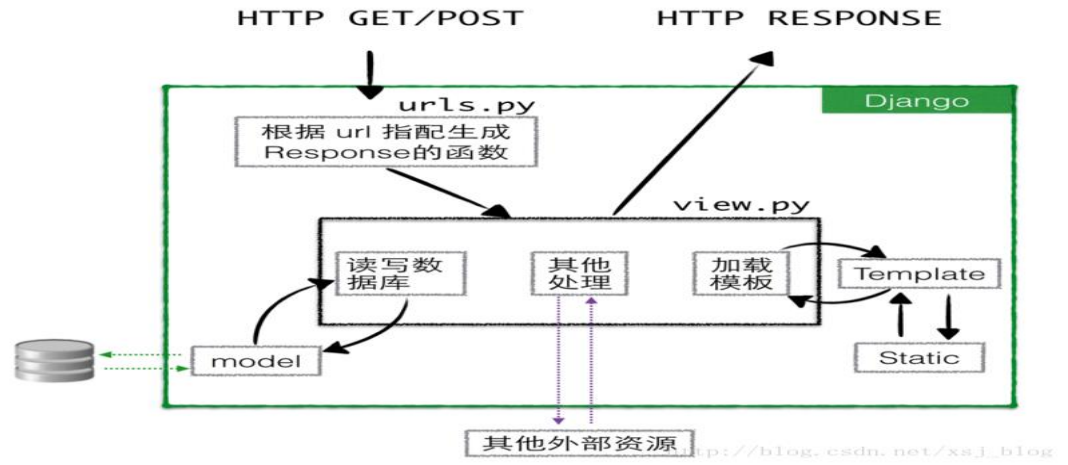 HTTP GET/POST
HTTP RESPONSE
Django
urls.py
根据 url 指配生成
Response的函数
view.py
读写数
据库
其他
处理
加载
模板
Template
model
Static
其他外部资源
http://blog.csdn.net/xsj_blog